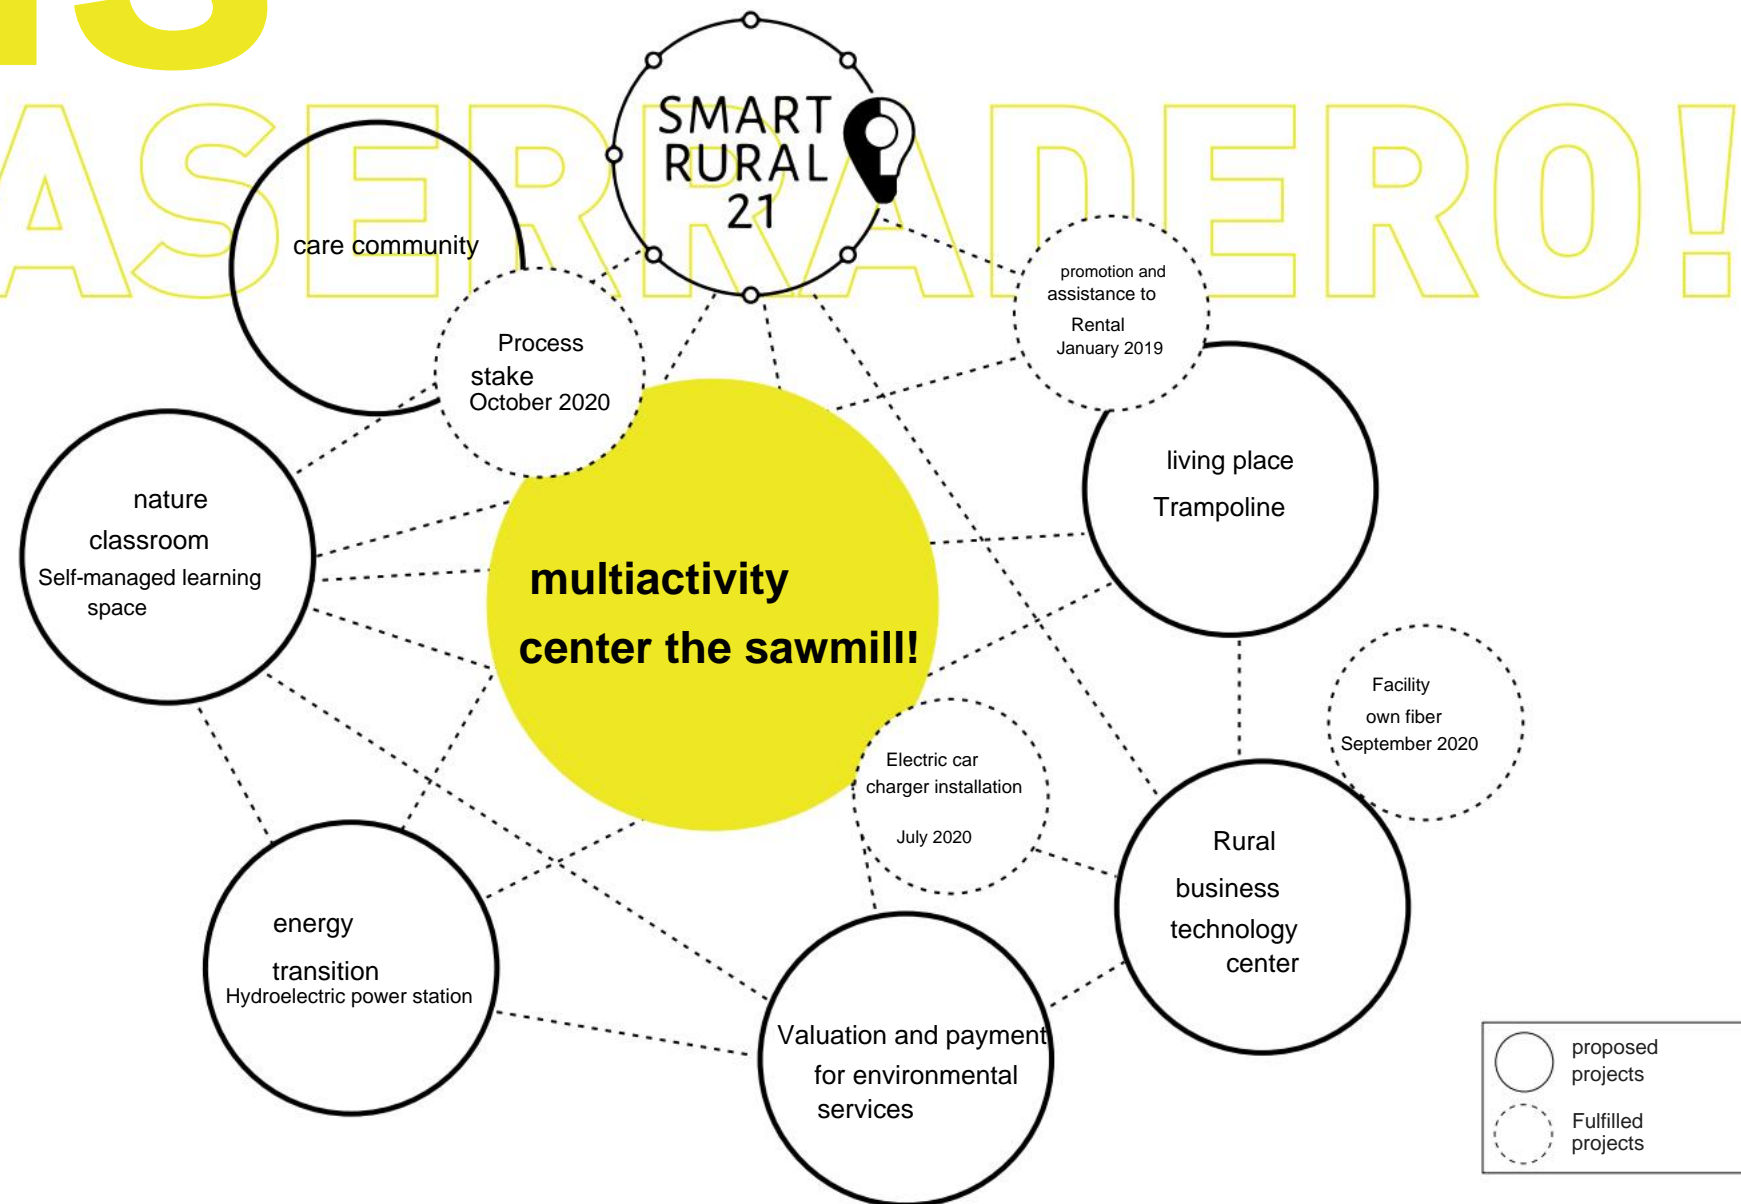 ASERRADERO!
SMART
RURAL
21
care community
promotion and
assistance to
Rental
January 2019
Process
stake
October 2020
living place
Trampoline
nature
classroom
Self-managed learning
space
multiactivity
center the sawmill!
Facility
own fiber
September 2020
Electric car
charger installation
July 2020
Rural
business
technology
center
energy
transition
Hydroelectric power station
Valuation and payment
for environmental
services
proposed
projects
Fulfilled
projects